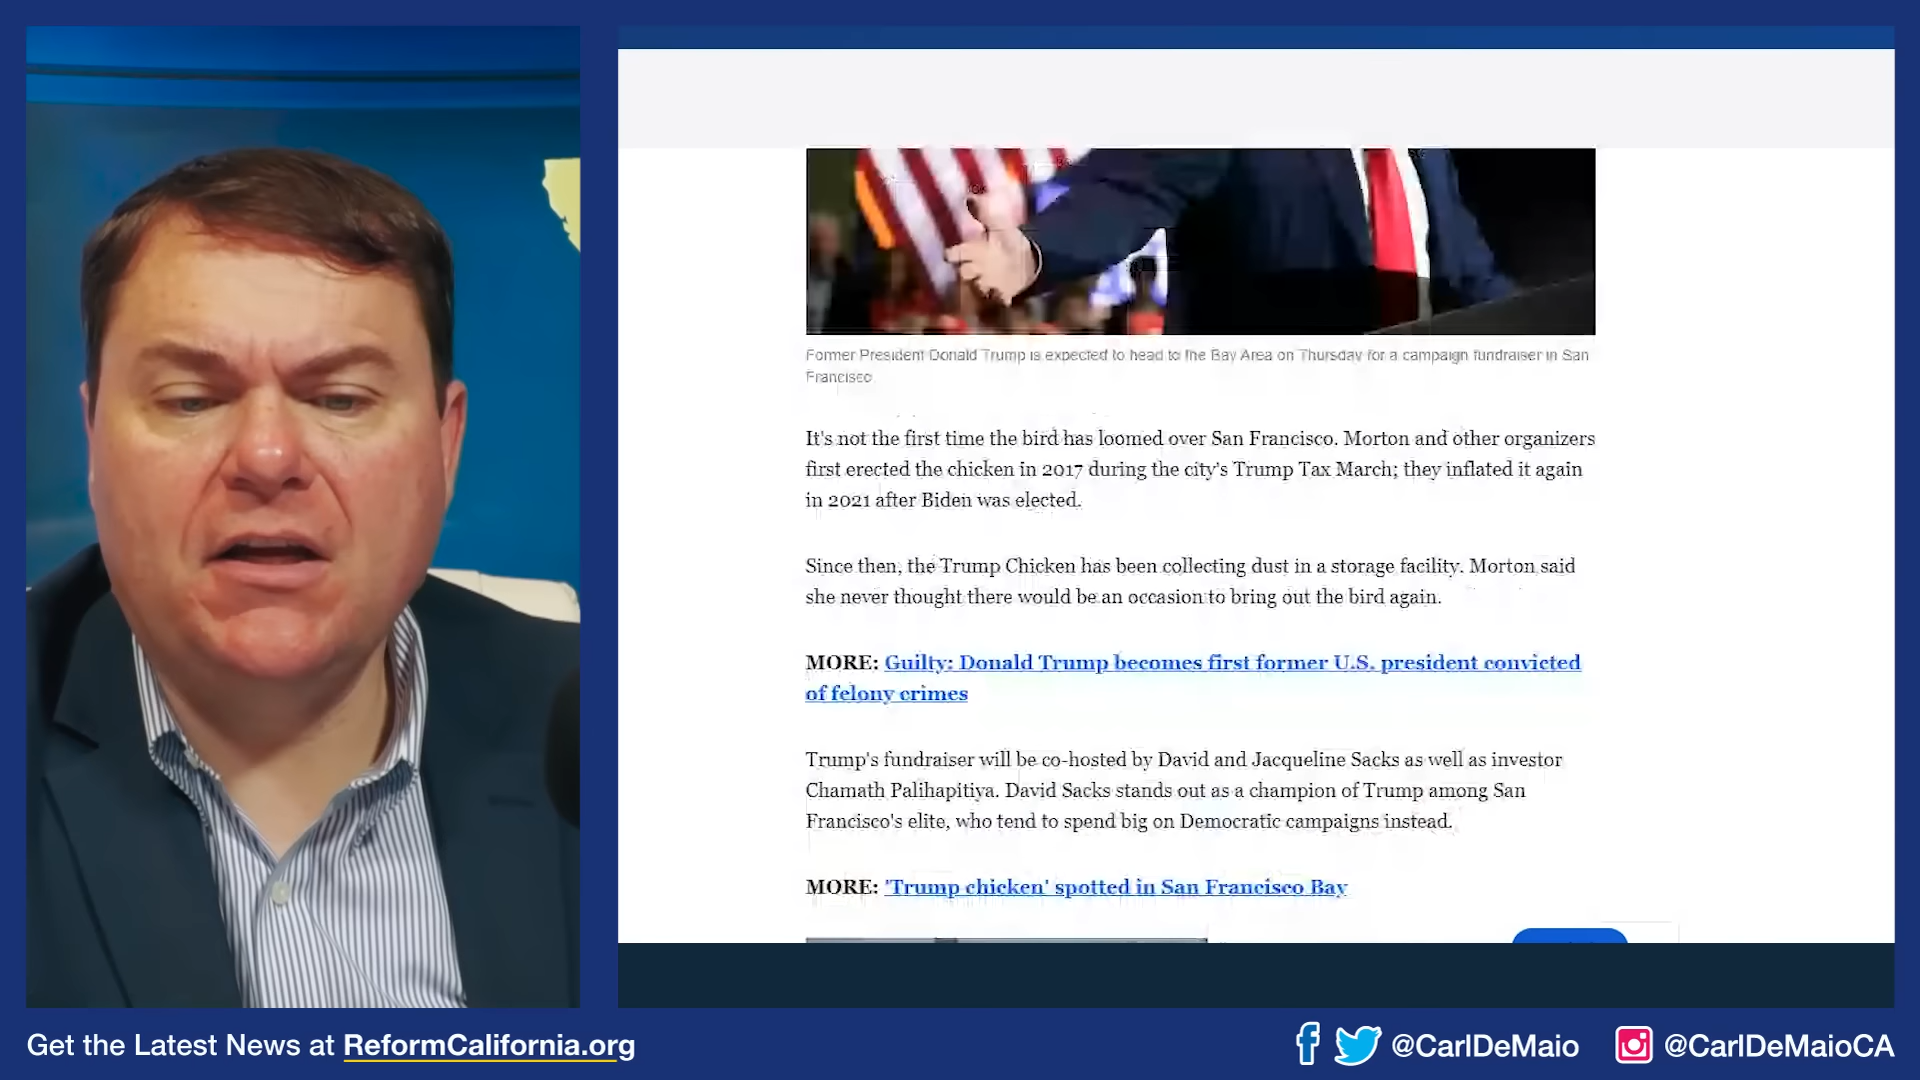 Former President Donald Trump is expected to head to the Bay Area on Thursday for a campaign fundraiser in San
Francisco
It's not the first time the bird has loomed over San Francisco. Morton and other organizers
first erected the chicken in 2017 during the city's Trump Tax March; they inflated it again
in 2021 after Biden was elected.
Since then, the Trump Chicken has been collecting dust in a storage facility. Morton said
she never thought there would be an occasion to bring out the bird again.
MORE: Guilty: Donald Trump becomes first former U.S. president convicted
of felony crimes
Trump's fundraiser will be co-hosted by David and Jacqueline Sacks as well as investor
Chamath Palihapitiya. David Sacks stands out as a champion of Trump among San
Francisco's elite, who tend to spend big on Democratic campaigns instead.
MORE: 'Trump chicken' spotted in San Francisco Bay
Get the Latest News at ReformCalifornia.org
@CarlDeMaio
@CarlDeMaioCA